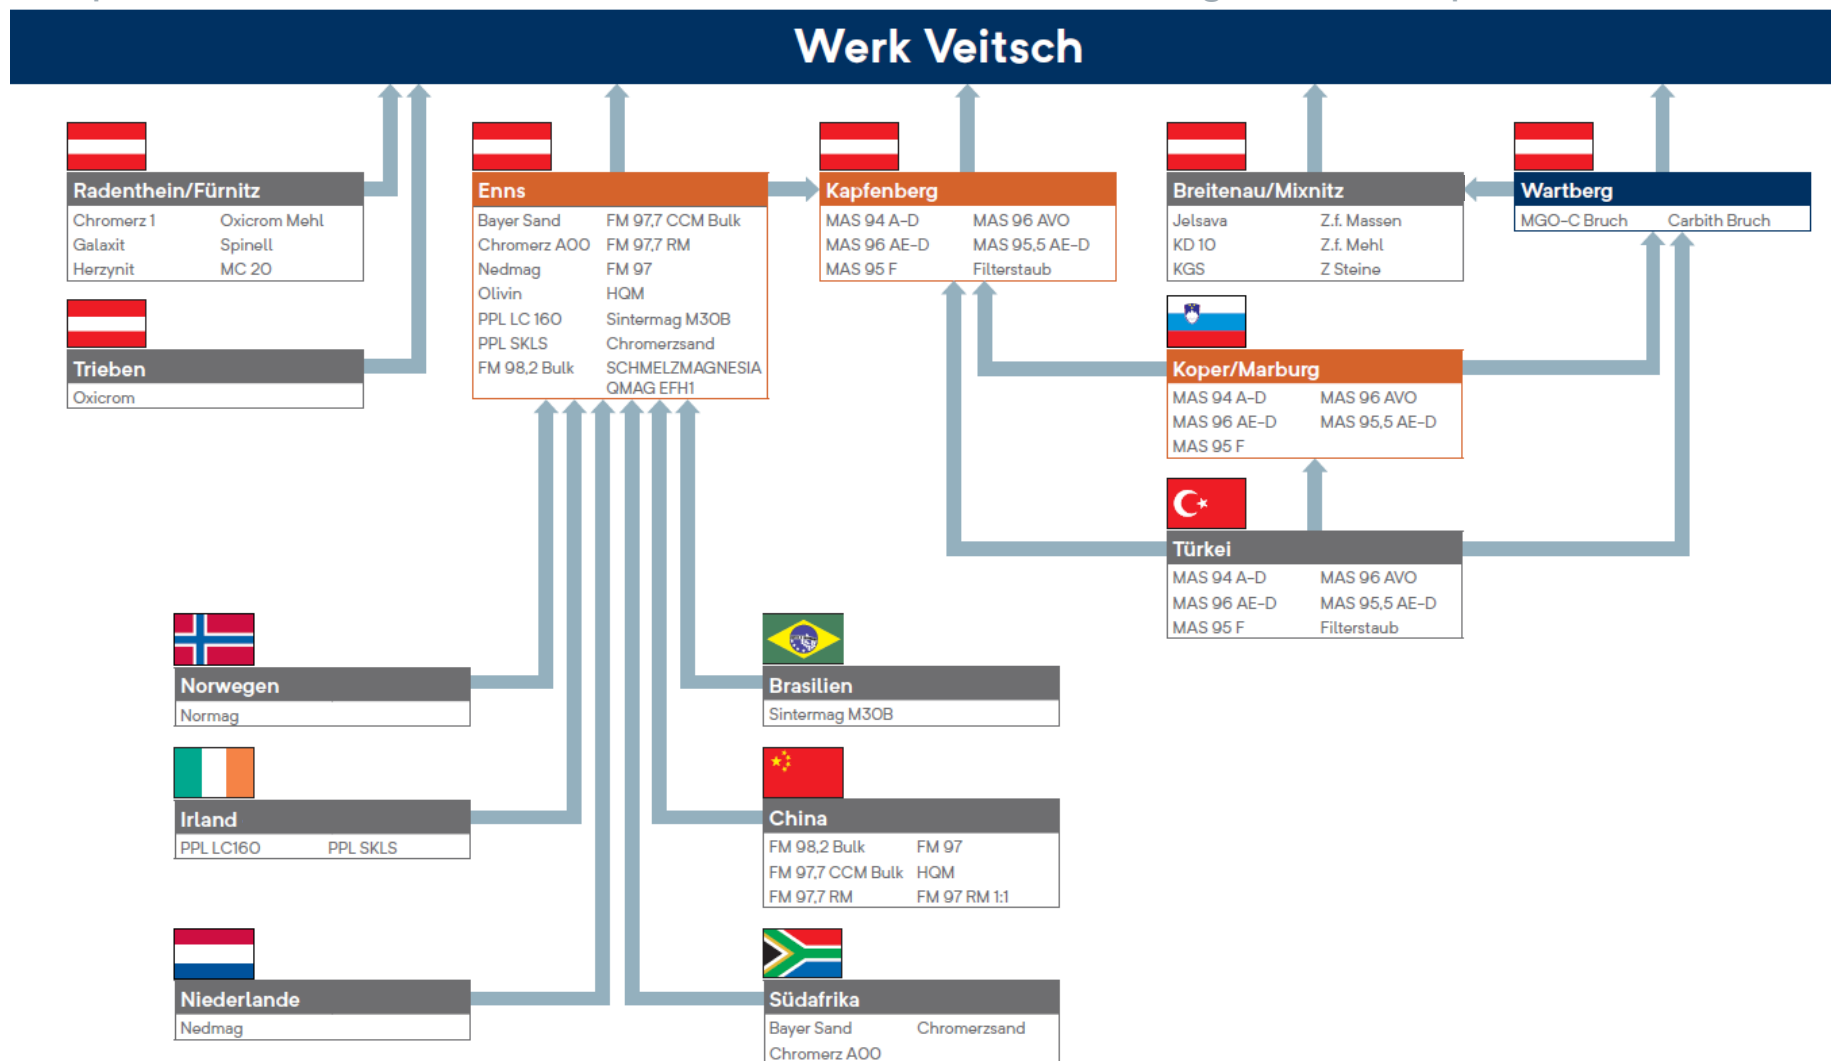 Werk Veitsch
Radenthein/Fürnitz
Chromerz 1 Oxicrom Mehl
Galaxit Spinell
Herzynit MC 20
Trieben
Oxicrom
Enns
Bayer Sand FM 97,7 CCM Bulk
Chromerz A00 FM 97,7 RM
Nedmag FM 97
Olivin HQM
PPL LC 160 Sintermag M30B
PPL SKLS Chromerzsand
FM 98,2 Bulk SCHMELZMAGNESIA
QMAG EFH1
Kapfenberg
MAS 94 A-D MAS 96 AVO
MAS 96 AE-D MAS 95,5 AE-D
MAS 95 F Filterstaub
Breitenau/Mixnitz
Jelsava Z.f. Massen
KD 10 Z.f. Mehl
KGS Z Steine
Wartberg
MGO-C Bruch Carbith Bruch
Koper/Marburg
MAS 94 A-D MAS 96 AVO
MAS 96 AE-D MAS 95,5 AE-D
MAS 95 F
Türkei
MAS 94 A-D MAS 96 AVO
MAS 96 AE-D MAS 95,5 AE-D
MAS 95 F Filterstaub
Norwegen
Normag
Irland
PPL LC160 PPL SKLS
Niederlande
Nedmag
Brasilien
Sintermag M30B
China
FM 98,2 Bulk FM 97
FM 97,7 CCM Bulk HQM
FM 97,7 RM FM 97 RM 1:1
Südafrika
Bayer Sand Chromerzsand
Chromerz A00